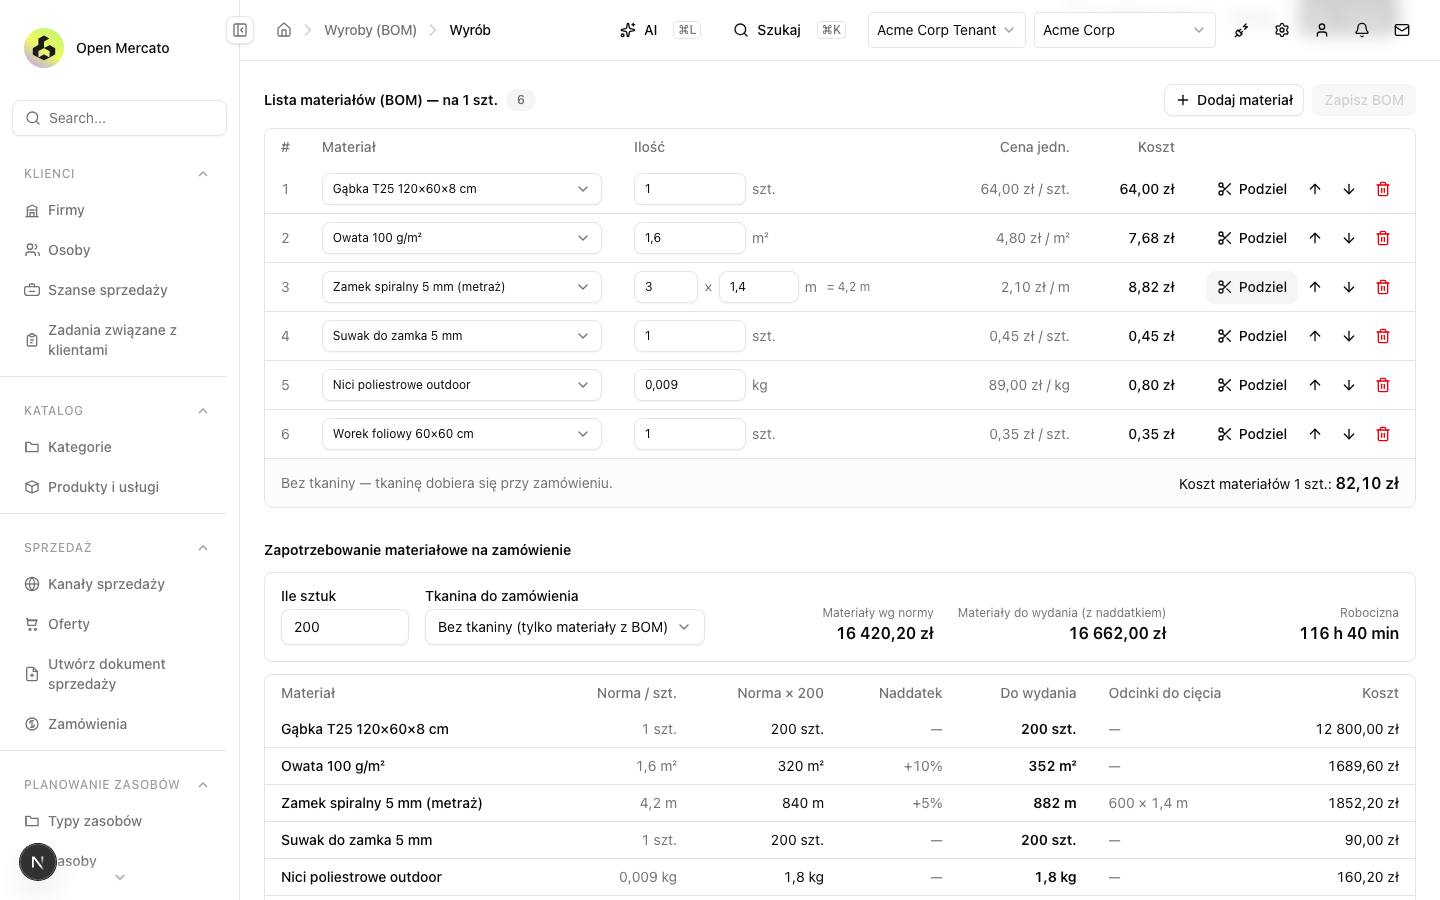 Open Mercato
Search...
KLIENCI
Firmy
Osoby
Szanse sprzedaży
Zadania związane z
klientami
KATALOG
Kategorie
Produkty i usługi
SPRZEDAŻ
Kanały sprzedaży
Oferty
Utwórz dokument
sprzedaży
Zamówienia
PLANOWANIE ZASOBÓW
Typy zasobów
asoby
N
Wyroby (BOM) Wyrób
AI ⌘L Szukaj ⌘K Acme Corp Tenant Acme Corp
Lista materiałów (BOM) — na 1 szt. 6 Dodaj materiał Zapisz BOM
# Materiał Ilość Cena jedn. Koszt
1 Gąbka T25 120×60×8 cm 1 szt. 64,00 zł / szt. 64,00 zł Podziel
2 Owata 100 g/m² 1,6 m² 4,80 zł / m² 7,68 zł Podziel
3 Zamek spiralny 5 mm (metraż) 3 × 1,4 m = 4,2 m 2,10 zł / m 8,82 zł Podziel
4 Suwak do zamka 5 mm 1 szt. 0,45 zł / szt. 0,45 zł Podziel
5 Nici poliestrowe outdoor 0,009 kg 89,00 zł / kg 0,80 zł Podziel
6 Worek foliowy 60×60 cm 1 szt. 0,35 zł / szt. 0,35 zł Podziel
Bez tkaniny — tkaninę dobiera się przy zamówieniu. Koszt materiałów 1 szt.: 82,10 zł
Zapotrzebowanie materiałowe na zamówienie
Ile sztuk Tkanina do zamówienia
200 Bez tkaniny (tylko materiały z BOM)
Materiały wg normy Materiały do wydania (z naddatkiem) Robocizna
16 420,20 zł 16 662,00 zł 116 h 40 min
Materiał Norma / szt. Norma × 200 Naddatek Do wydania Odcinki do cięcia Koszt
Gąbka T25 120×60×8 cm 1 szt. 200 szt. — 200 szt. — 12 800,00 zł
Owata 100 g/m² 1,6 m² 320 m² +10% 352 m² — 1689,60 zł
Zamek spiralny 5 mm (metraż) 4,2 m 840 m +5% 882 m 600 × 1,4 m 1852,20 zł
Suwak do zamka 5 mm 1 szt. 200 szt. — 200 szt. — 90,00 zł
Nici poliestrowe outdoor 0,009 kg 1,8 kg — 1,8 kg — 160,20 zł